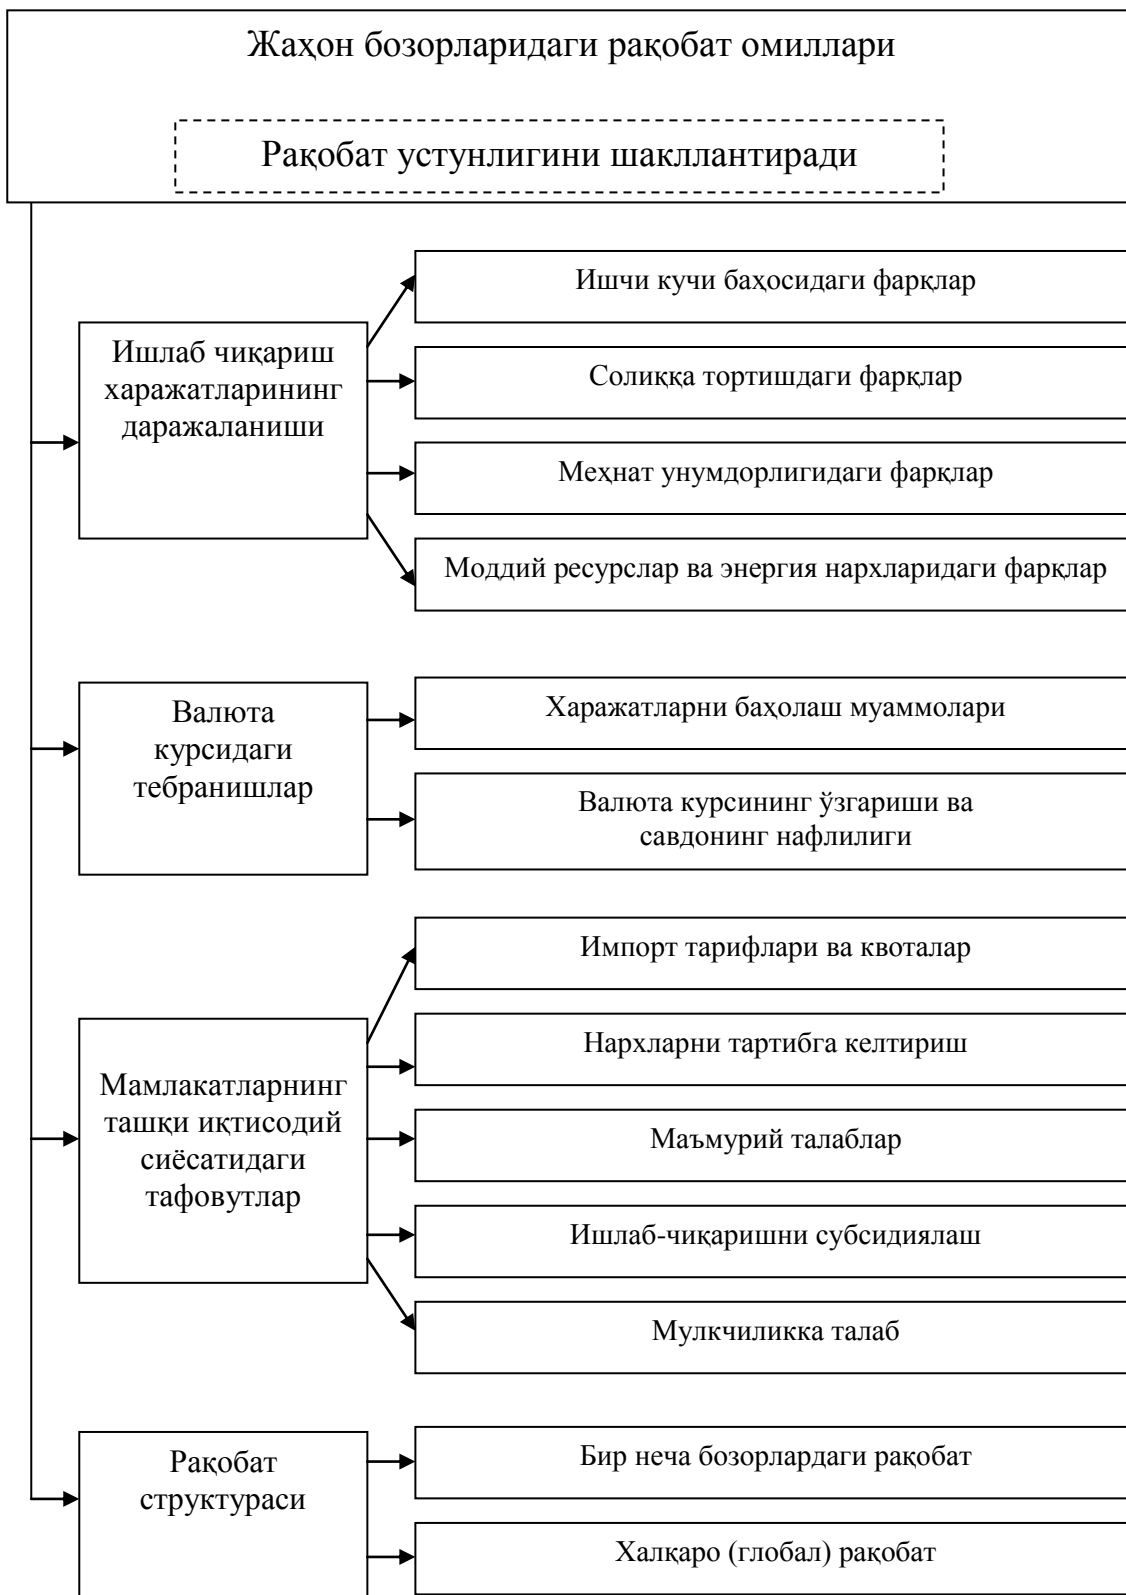 Жаҳон бозорларидаги рақобат омиллари
Рақобат устунлигини шакллантиради
Ишлаб чиқариш
харажатларининг
даражаланиши
Ишчи кучи баҳосидаги фарқлар
Солиққа тортишдаги фарқлар
Меҳнат унумдорлигидаги фарқлар
Моддий ресурслар ва энергия нархларидаги фарқлар
Валюта
курсидаги
тебранишлар
Харажатларни баҳолаш муаммолари
Валюта курсининг ўзгариши ва
савдонинг нафлилиги
Мамлакатларнинг
ташқи иқтисодий
сиёсатидаги
тафовутлар
Импорт тарифлари ва квоталар
Нархларни тартибга келтириш
Маъмурий талаблар
Ишлаб-чиқаришни субсидиялаш
Мулкчиликка талаб
Рақобат
структураси
Бир неча бозорлардаги рақобат
Халқаро (глобал) рақобат